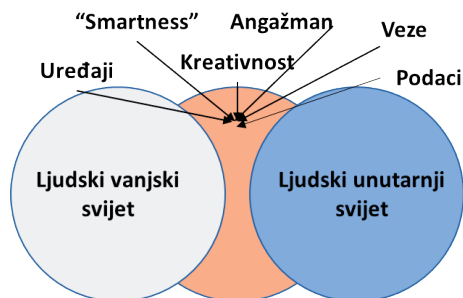 “Smartness”
Angažman
Veze
Uređaji
Kreativnost
Podaci
Ljudski vanjski
svijet
Ljudski unutarnji
svijet